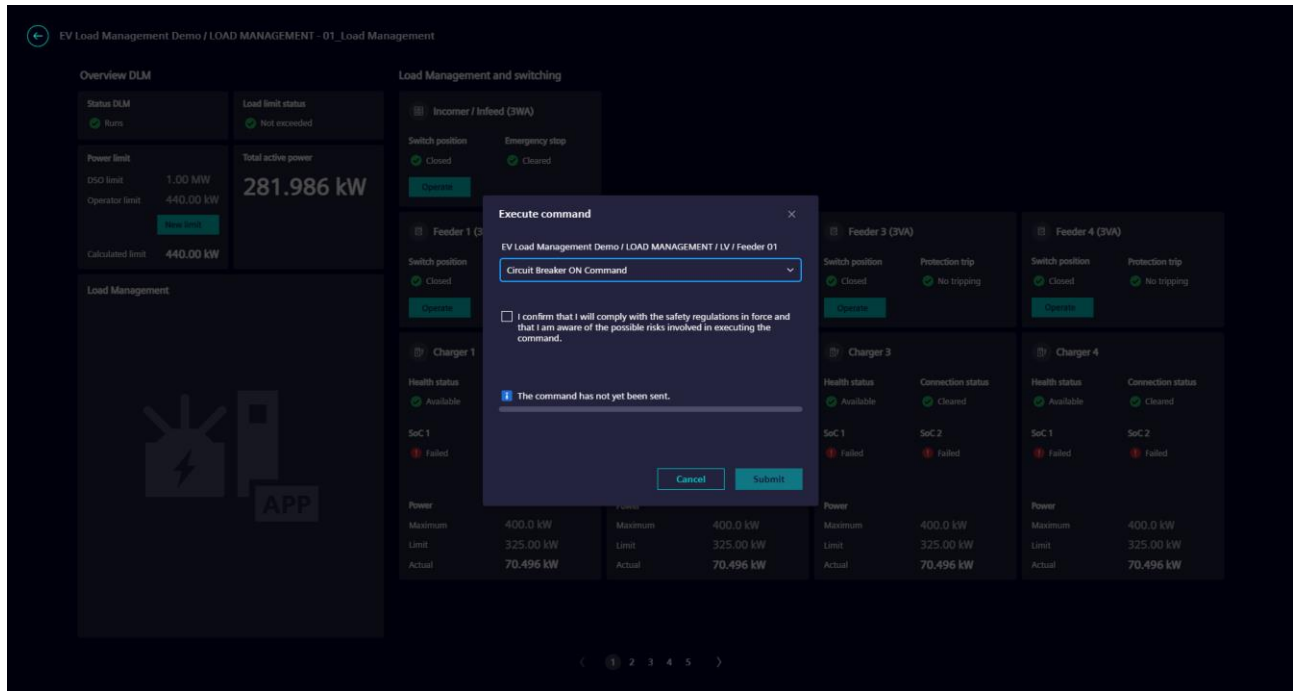 EV Load Management Demo / LOAD MANAGEMENT - 01_Load Management
Overview DLM
Load Management and switching
Status DLM
Runs
Load limit status
Not exceeded
Power limit
DSO limit 1.00 MW
Operator limit 440.00 kW
New limit
Calculated limit 440.00 kW
Total active power
281.986 kW
Load Management
APP
Incomer / Infeed (3WA)
Switch position Emergency stop
Closed Cleared
Operate
Feeder 1 (3
Switch position
Closed
Operate
Execute command
EV Load Management Demo / LOAD MANAGEMENT / LV / Feeder 01
Circuit Breaker ON Command
I confirm that I will comply with the safety regulations in force and
that I am aware of the possible risks involved in executing the
command.
The command has not yet been sent.
Cancel Submit
Feeder 3 (3VA)
Switch position Protection trip
Closed No tripping
Operate
Feeder 4 (3VA)
Switch position Protection trip
Closed No tripping
Operate
Charger 1
Health status
Available
SoC 1
Failed
Power
Maximum 400.0 kW
Limit 325.00 kW
Actual 70.496 kW
Maximum 400.0 kW
Limit 325.00 kW
Actual 70.496 kW
Charger 3
Health status Connection status
Available Cleared
SoC 1 SoC 2
Failed Failed
Power
Maximum 400.0 kW
Limit 325.00 kW
Actual 70.496 kW
Charger 4
Health status Connection status
Available Cleared
SoC 1 SoC 2
Failed Failed
Power
Maximum 400.0 kW
Limit 325.00 kW
Actual 70.496 kW
1 2 3 4 5